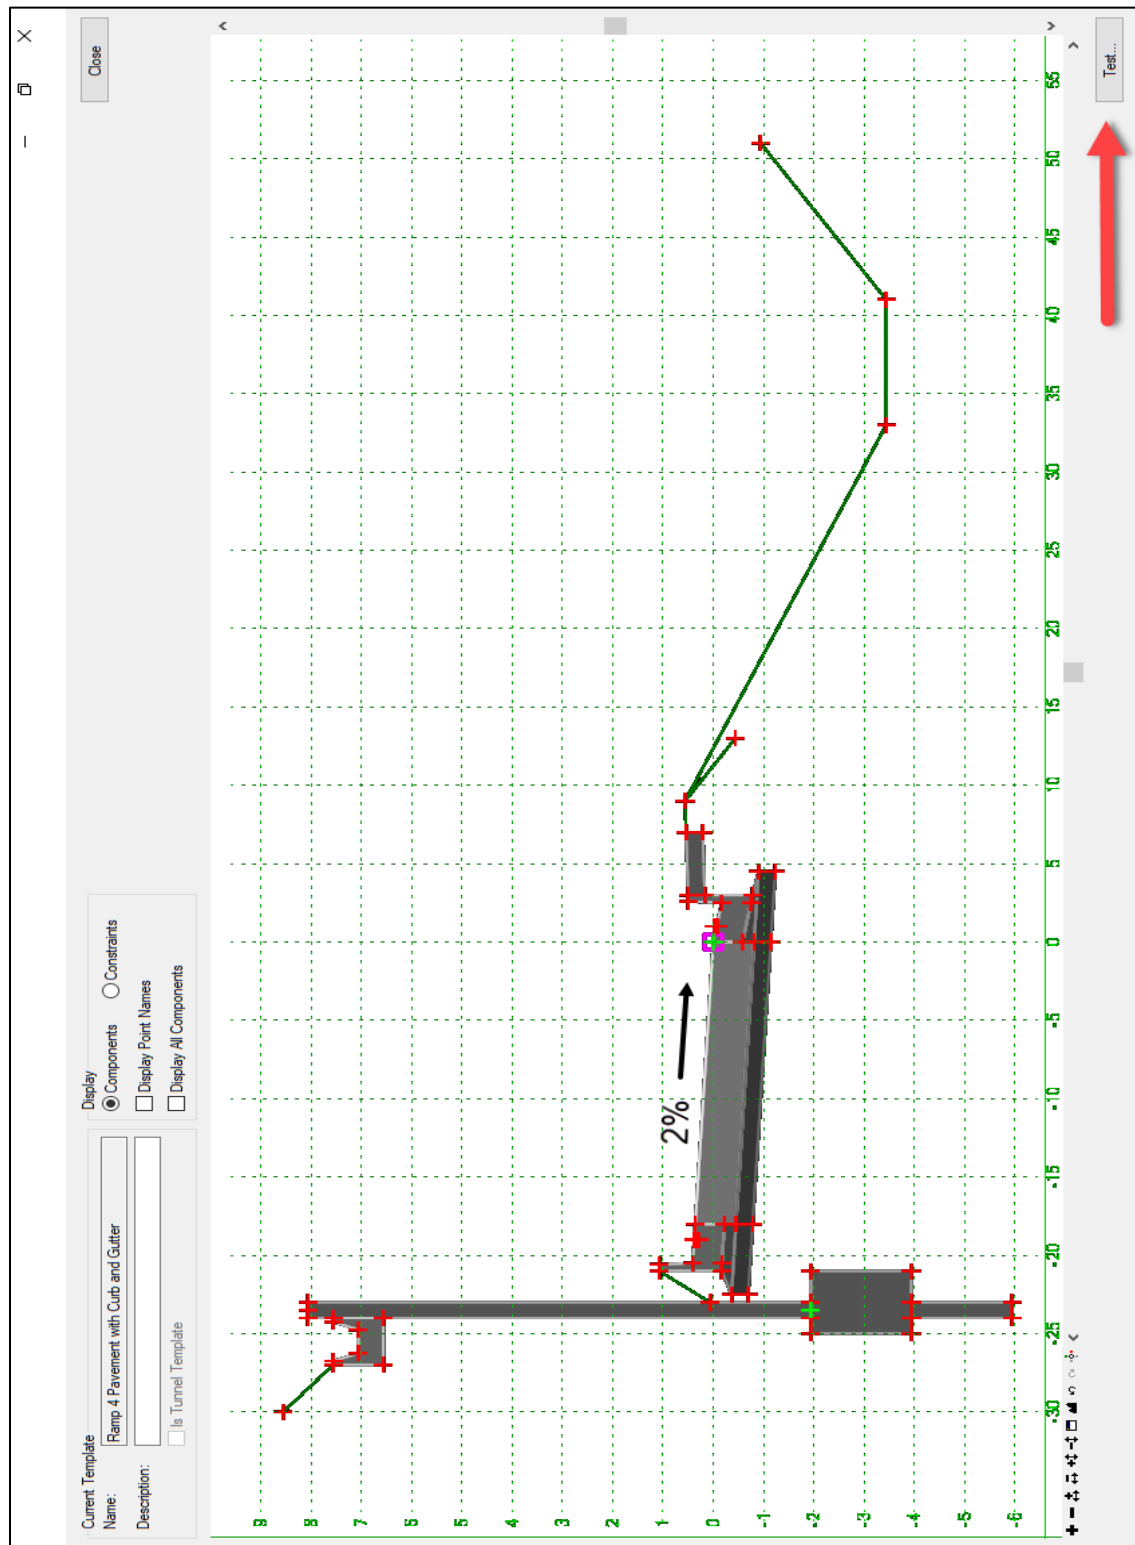 Current Template
Name:
Ramp 4 Pavement with Curb and Gutter
Description:
Is Tunnel Template
Display
Components
Constraints
Display Point Names
Display All Components
Close
9
8
7
6
5
4
3
2
1
0
-1
-2
-3
-4
-5
-6
2%
-30
-25
-20
-15
-10
-5
0
5
10
15
20
25
30
35
40
45
50
55
Test...